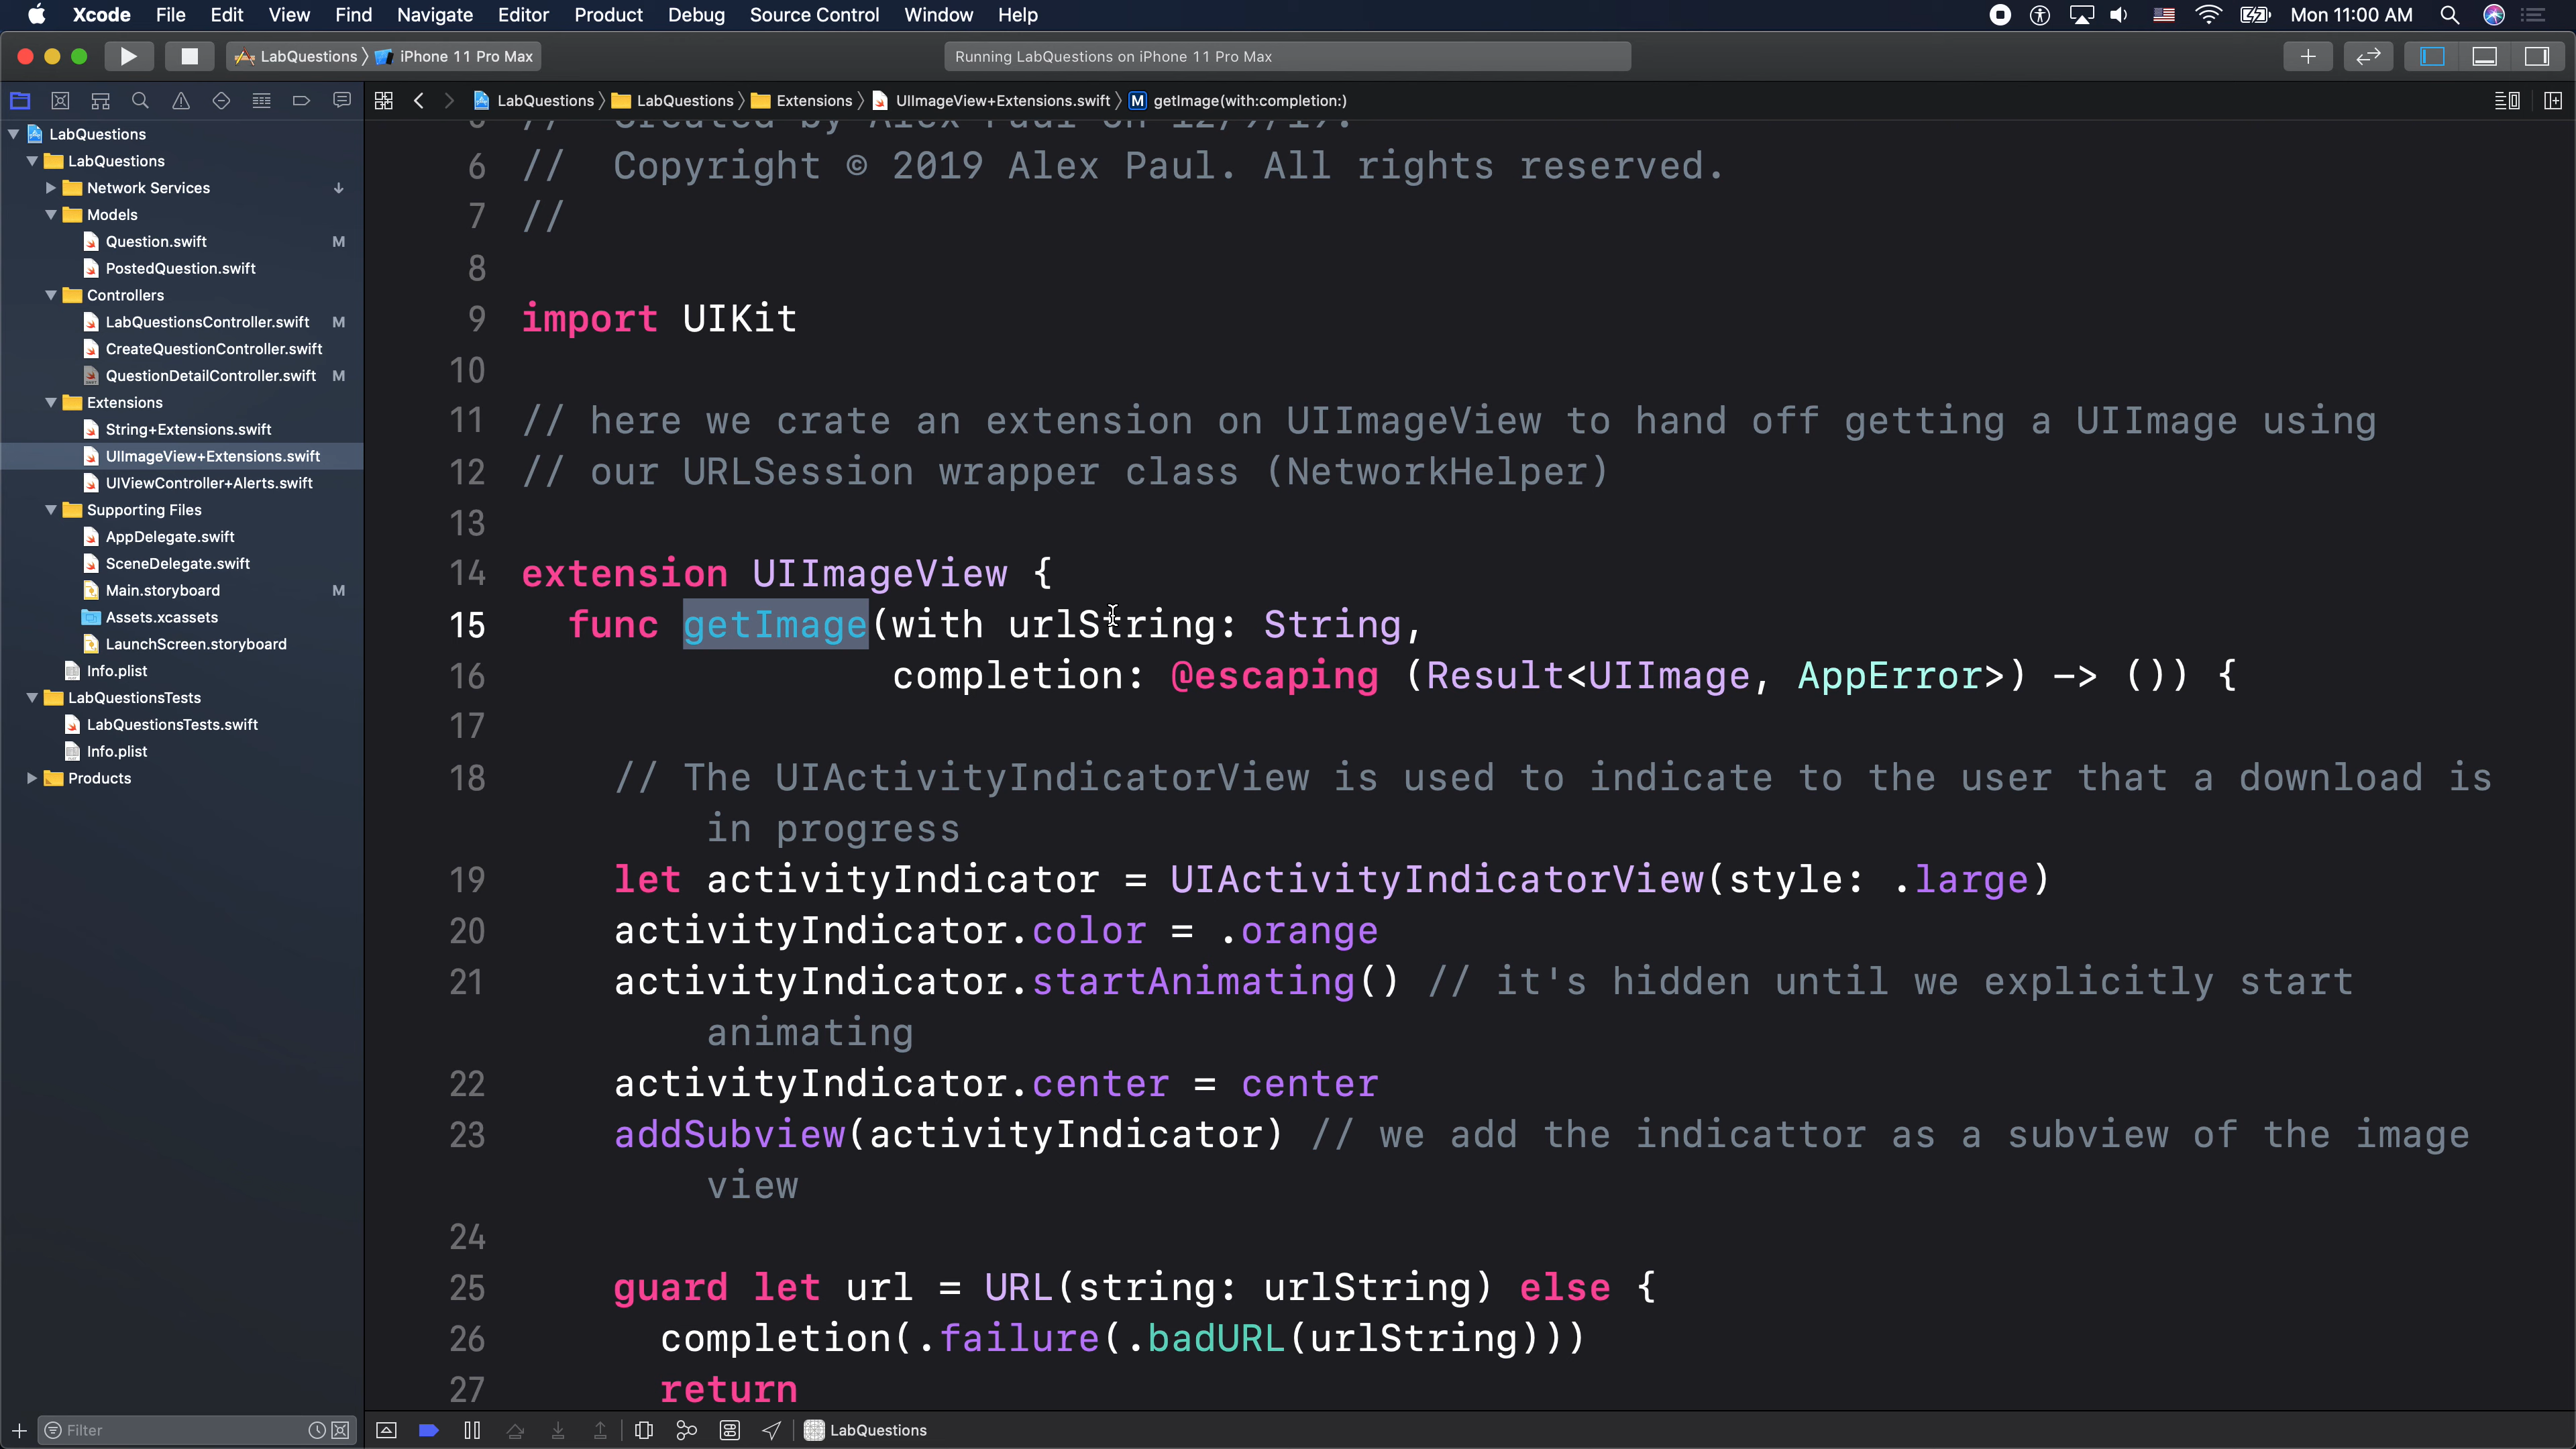 Xcode File Edit View Find Navigate Editor Product Debug Source Control Window Help Mon 11:00 AM
LabQuestions iPhone 11 Pro Max Running LabQuestions on iPhone 11 Pro Max
LabQuestions LabQuestions Extensions UIImageView+Extensions.swift M getImage(with:completion:)
LabQuestions
LabQuestions
Network Services
Models
Question.swift M
PostedQuestion.swift
Controllers
LabQuestionsController.swift M
CreateQuestionController.swift
QuestionDetailController.swift M
Extensions
String+Extensions.swift
UIImageView+Extensions.swift
UIViewController+Alerts.swift
Supporting Files
AppDelegate.swift
SceneDelegate.swift
Main.storyboard M
Assets.xcassets
LaunchScreen.storyboard
Info.plist
LabQuestionsTests
LabQuestionsTests.swift
Info.plist
Products
Filter
// Created by Alex Paul on 12/9/19.
6 // Copyright © 2019 Alex Paul. All rights reserved.
7 //
8
9 import UIKit
10
11 // here we crate an extension on UIImageView to hand off getting a UIImage using
12 // our URLSession wrapper class (NetworkHelper)
13
14 extension UIImageView {
15 func getImage(with urlString: String,
16 completion: @escaping (Result<UIImage, AppError>) -> ()) {
17
18 // The UIActivityIndicatorView is used to indicate to the user that a download is
in progress
19 let activityIndicator = UIActivityIndicatorView(style: .large)
20 activityIndicator.color = .orange
21 activityIndicator.startAnimating() // it's hidden until we explicitly start
animating
22 activityIndicator.center = center
23 addSubview(activityIndicator) // we add the indicattor as a subview of the image
view
24
25 guard let url = URL(string: urlString) else {
26 completion(.failure(.badURL(urlString)))
27 return
LabQuestions